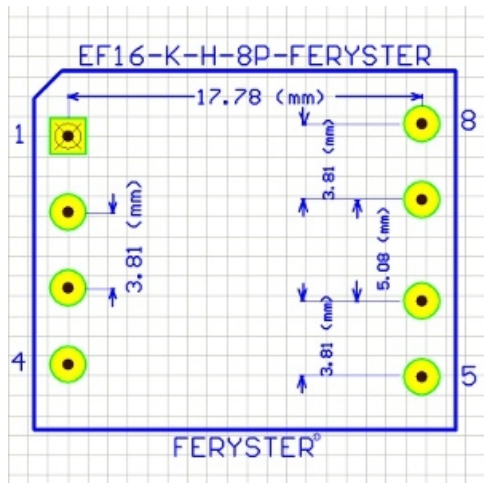 EF16-K-H-8P-FERYSTER
17.78 (mm)
1
8
3.81 (mm)
3.81 (mm)
5.08 (mm)
3.81 (mm)
4
5
FERYSTER®